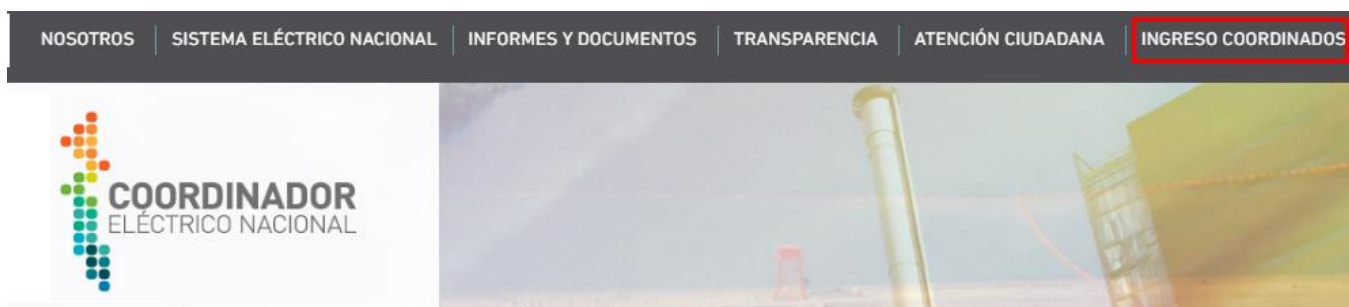 NOSOTROS SISTEMA ELÉCTRICO NACIONAL INFORMES Y DOCUMENTOS TRANSPARENCIA ATENCIÓN CIUDADANA INGRESO COORDINADOS
COORDINADOR
ELÉCTRICO NACIONAL